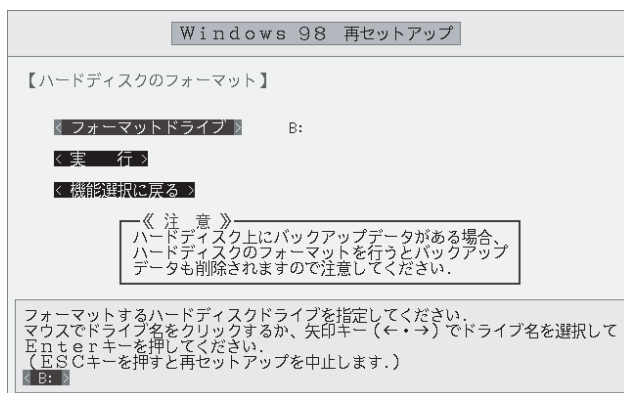 Windows 98 再セットアップ
【ハードディスクのフォーマット】
< フォーマットドライブ > B:
< 実 行 >
< 機能選択に戻る >
《 注 意 》
ハードディスク上にバックアップデータがある場合、
ハードディスクのフォーマットを行うとバックアップ
データも削除されますので注意してください.
フォーマットするハードディスクドライブを指定してください.
マウスでドライブ名をクリックするか、矢印キー(←・→)でドライブ名を選択して
Enterキーを押してください.
(ESCキーを押すと再セットアップを中止します.)
< B: >